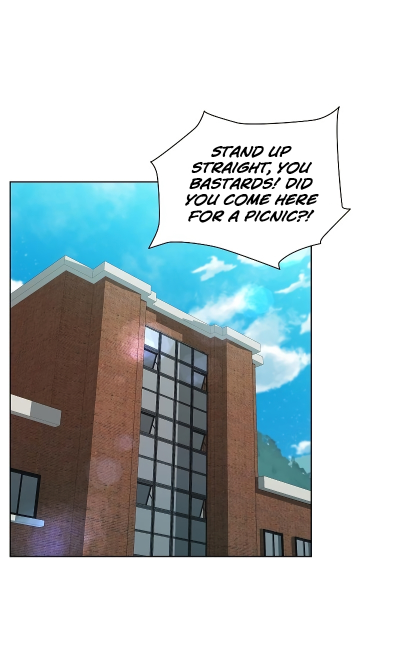 STAND UP
STRAIGHT, YOU
BASTARDS! DID
YOU COME HERE
FOR A PICNIC?!